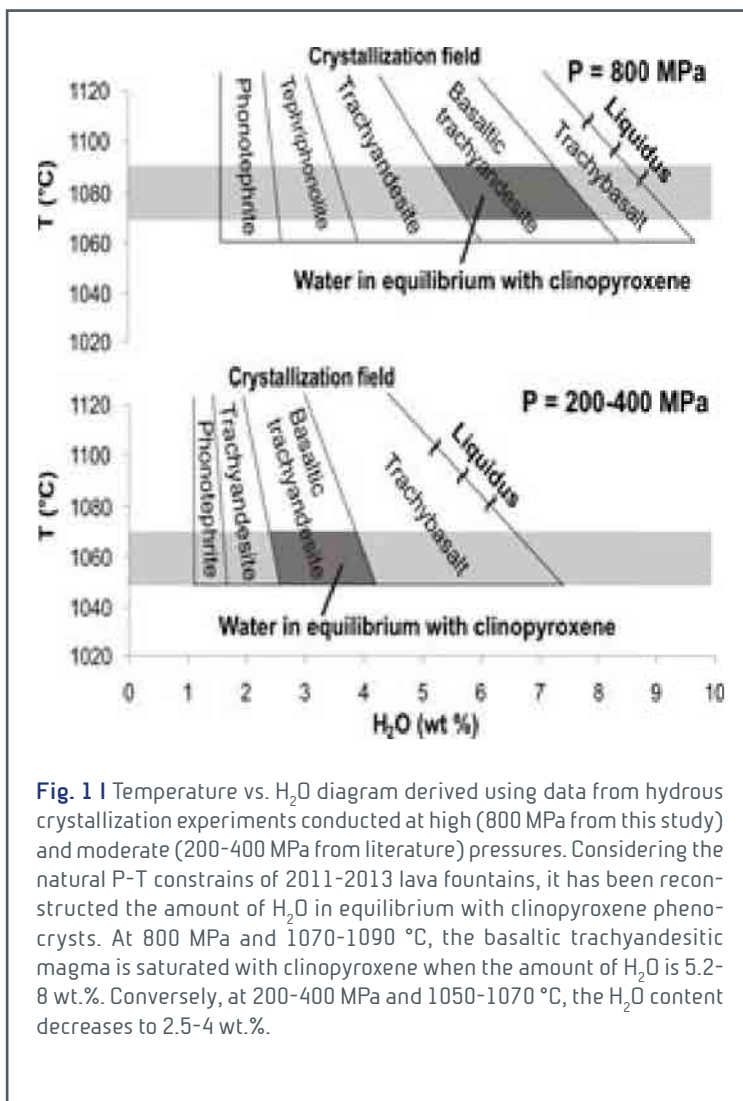 Crystallization field
P = 800 MPa
1120
1100
1080
1060
1040
1020
T (°C)
Phonotephrite
Tephriphonolite
Trachyandesite
Basaltic
trachyandesite
Trachybasalt
Liquidus
Water in equilibrium with clinopyroxene
Crystallization field
P = 200-400 MPa
1120
1100
1080
1060
1040
1020
T (°C)
Phonotephrite
Trachyandesite
Basaltic
trachyandesite
Trachybasalt
Liquidus
Water in equilibrium with clinopyroxene
0 1 2 3 4 5 6 7 8 9 10
H₂O (wt %)
Fig. 1 | Temperature vs. H₂O diagram derived using data from hydrous
crystallization experiments conducted at high (800 MPa from this study)
and moderate (200-400 MPa from literature) pressures. Considering the
natural P-T constrains of 2011-2013 lava fountains, it has been recon-
structed the amount of H₂O in equilibrium with clinopyroxene pheno-
crysts. At 800 MPa and 1070-1090 °C, the basaltic trachyandesitic
magma is saturated with clinopyroxene when the amount of H₂O is 5.2-
8 wt.%. Conversely, at 200-400 MPa and 1050-1070 °C, the H₂O content
decreases to 2.5-4 wt.%.